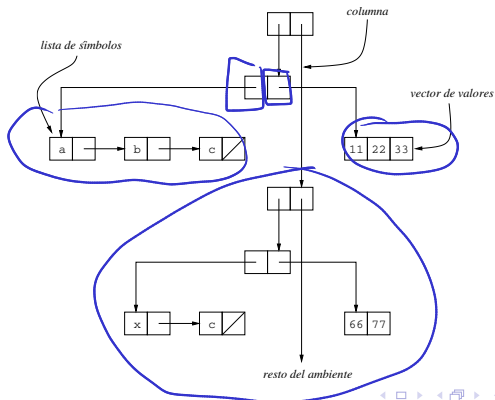 columna
lista de símbolos
vector de valores
a b c
11 22 33
x c
66 77
resto del ambiente